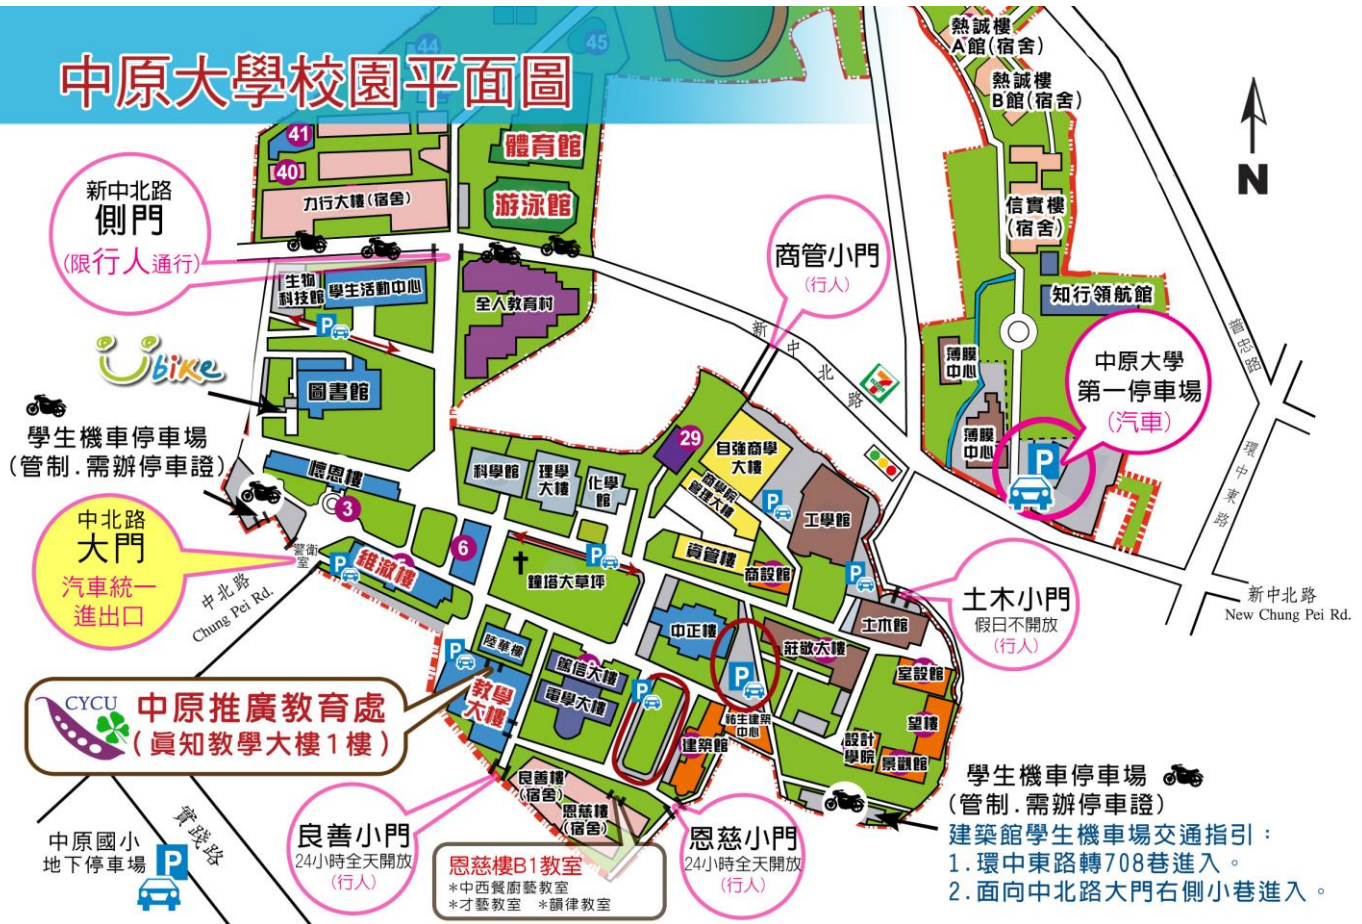 中原大學校園平面圖
44
45
熱誠樓
A館(宿舍)
熱誠樓
B館(宿舍)
N
41
40
體育館
游泳館
力行大樓(宿舍)
新中北路
側門
(限行人通行)
商管小門
(行人)
信實樓
(宿舍)
知行領航館
生物
科技館
學生活動中心
全人教育村
P
新中北路
普忠路
薄膜
中心
中原大學
第一停車場
(汽車)
Ubike
圖書館
7
ELEVEN
學生機車停車場
(管制.需辦停車證)
29
自強商學
大樓
薄膜
中心
P
環中東路
懷恩樓
科學館
理學
大樓
化學
館
商學院
管理大樓
P
工學館
3
6
中北路
大門
汽車統一
進出口
警衛
室
P
維澈樓
鐘塔大草坪
P
資管樓
商設館
P
土木小門
假日不開放
(行人)
新中北路
New Chung Pei Rd.
中北路
Chung Pei Rd.
中正樓
土木館
莊敬大樓
陸華樓
P
篤信大樓
P
室設館
CYCU
中原推廣教育處
(真知教學大樓1樓)
教學
大樓
電學大樓
P
祐生建築
中心
望樓
建築館
設計
學院
景觀館
實踐路
中原國小
地下停車場
P
良善小門
24小時全天開放
(行人)
良善樓
(宿舍)
恩慈樓
(宿舍)
恩慈樓B1教室
*中西餐廚藝教室
*才藝教室 *韻律教室
恩慈小門
24小時全天開放
(行人)
學生機車停車場
(管制.需辦停車證)
建築館學生機車場交通指引：
1.環中東路轉708巷進入。
2.面向中北路大門右側小巷進入。